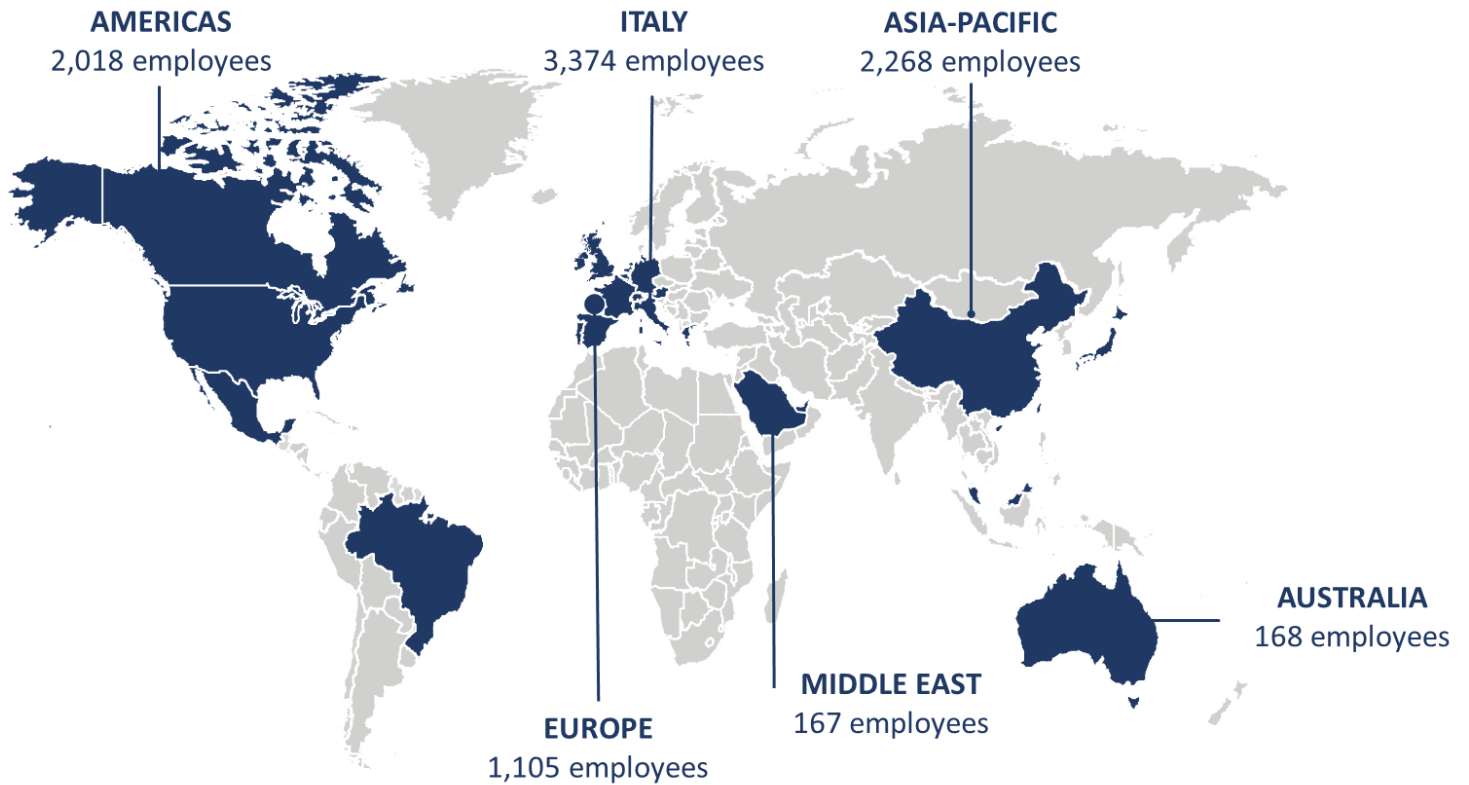 AMERICAS
2,018 employees
ITALY
3,374 employees
ASIA-PACIFIC
2,268 employees
AUSTRALIA
168 employees
MIDDLE EAST
167 employees
EUROPE
1,105 employees